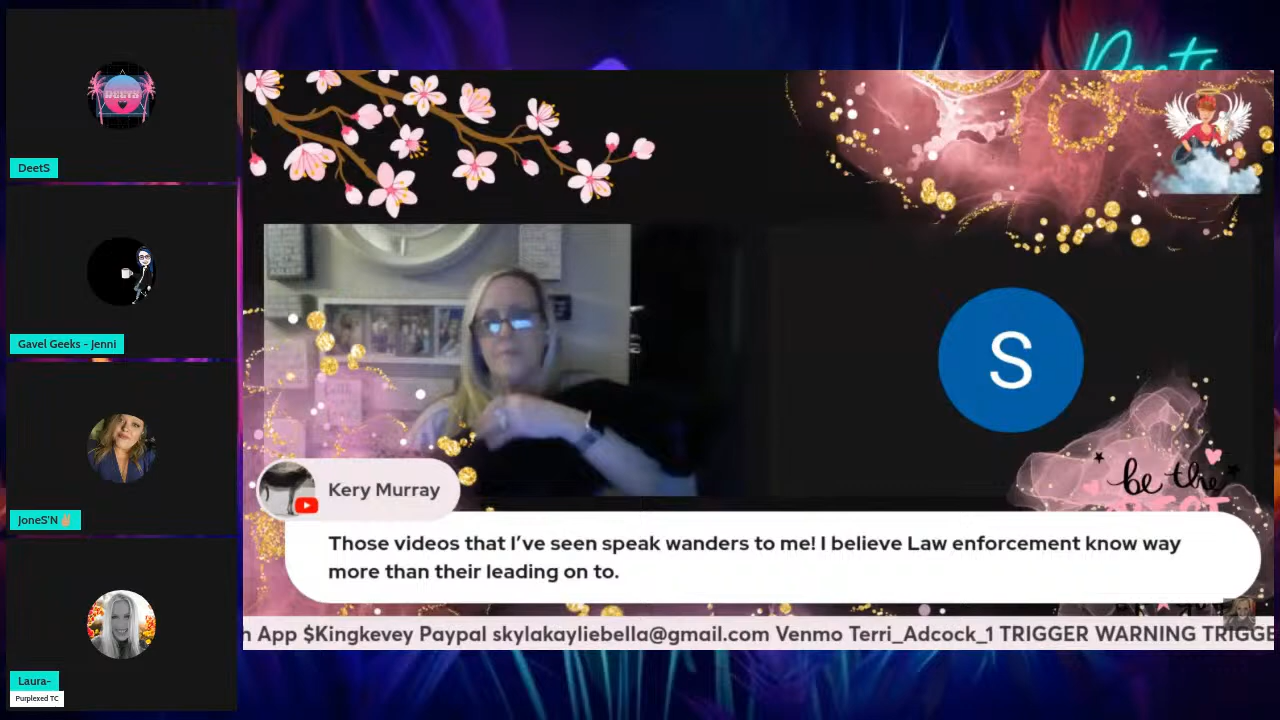 DeetS
DEETS
Gavel Geeks - Jenni
JoneS'N ✌🏼
Laura-
Purplexed TC
Deets
S
be the
Kery Murray
Those videos that I've seen speak wanders to me! I believe Law enforcement know way
more than their leading on to.
n App $Kingkevey Paypal skylakayliebella@gmail.com Venmo Terri_Adcock_1 TRIGGER WARNING TRIGGE